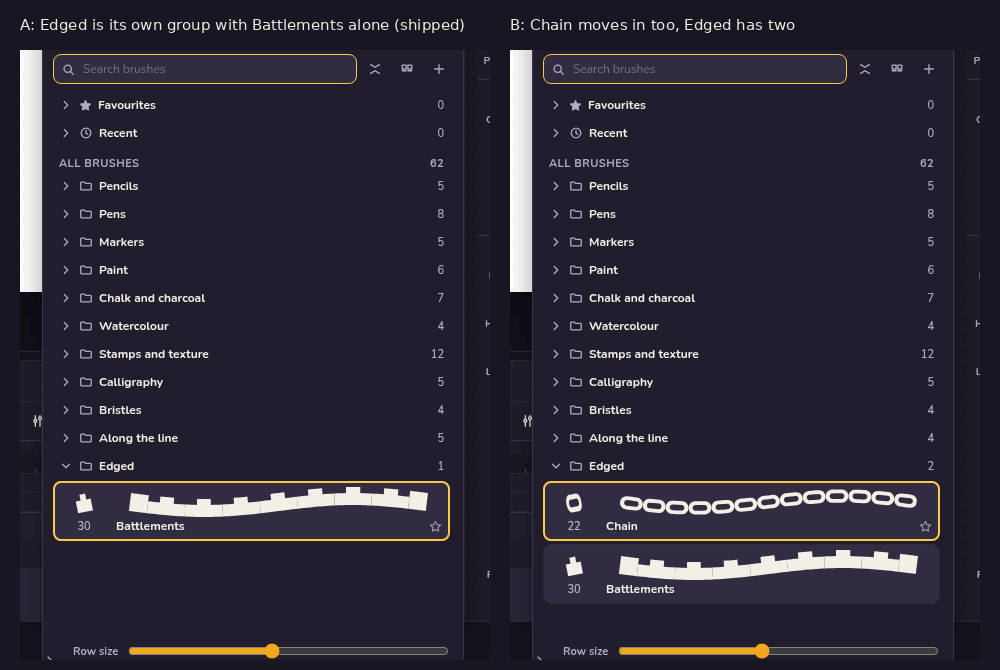 A: Edged is its own group with Battlements alone (shipped)
Search brushes
Favourites 0
Recent 0
ALL BRUSHES 62
Pencils 5
Pens 8
Markers 5
Paint 6
Chalk and charcoal 7
Watercolour 4
Stamps and texture 12
Calligraphy 5
Bristles 4
Along the line 5
Edged 1
30 Battlements
Row size
B: Chain moves in too, Edged has two
Search brushes
Favourites 0
Recent 0
ALL BRUSHES 62
Pencils 5
Pens 8
Markers 5
Paint 6
Chalk and charcoal 7
Watercolour 4
Stamps and texture 12
Calligraphy 5
Bristles 4
Along the line 4
Edged 2
22 Chain
30 Battlements
Row size